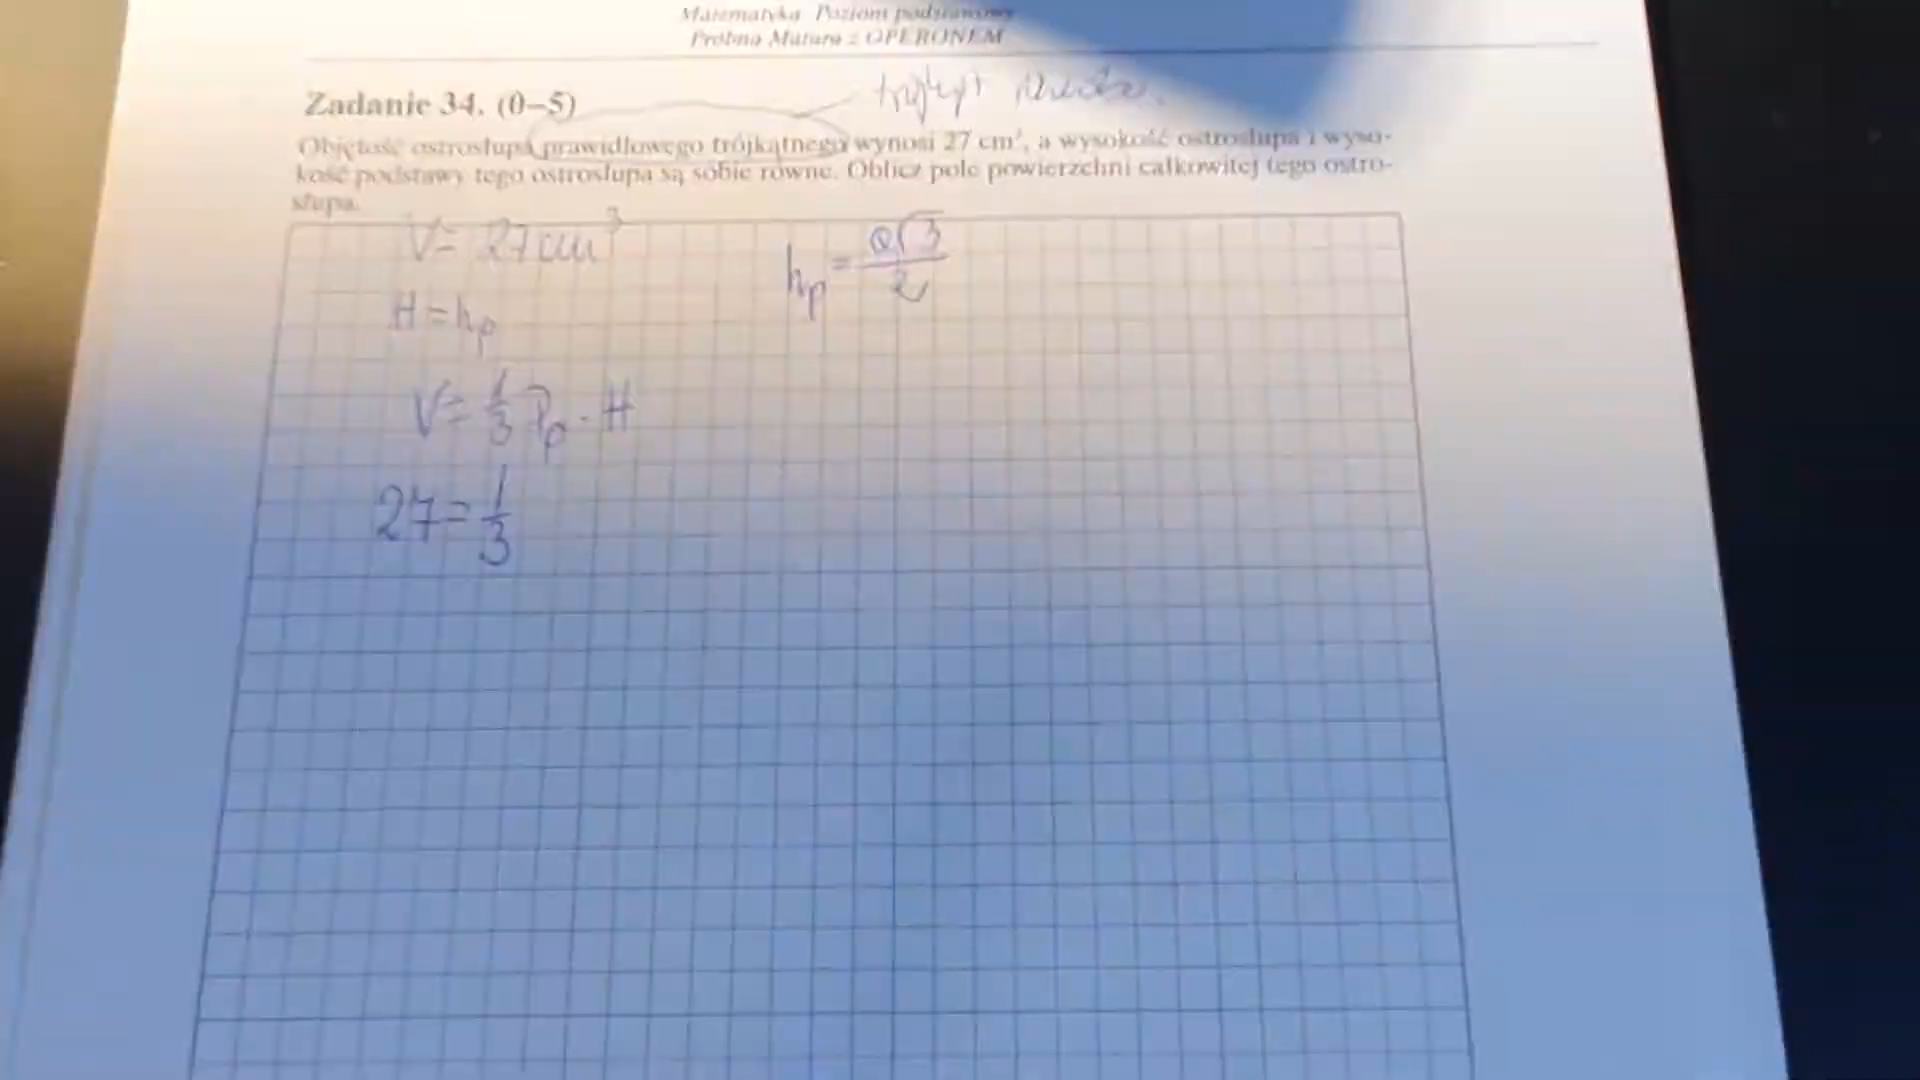 Matematyka. Poziom podstawowy
Próbna Matura z OPERONEM
Zadanie 34. (0–5)
Objętość ostrosłupa prawidłowego trójkątnego wynosi 27 cm³, a wysokość ostrosłupa i wyso-
kość podstawy tego ostrosłupa są sobie równe. Oblicz pole powierzchni całkowitej tego ostro-
słupa.
V = 27 cm³
H = hp
V = 1/3 Pp · H
27 = 1/3
hp = a√3/2